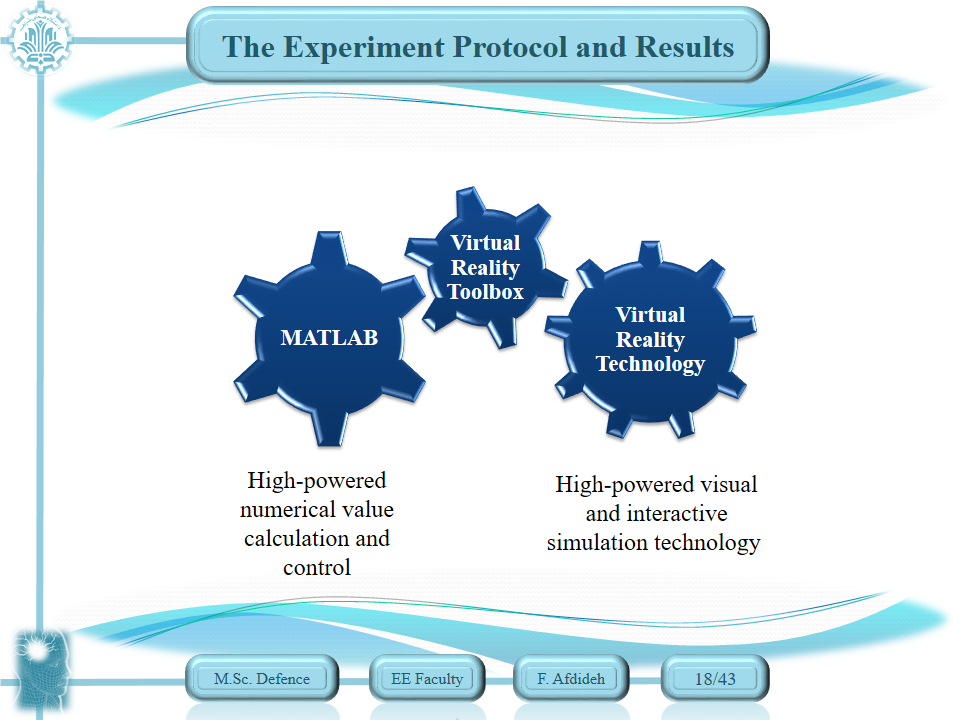 The Experiment Protocol and Results
Virtual
Reality
Toolbox
MATLAB
Virtual
Reality
Technology
High-powered
numerical value
calculation and
control
High-powered visual
and interactive
simulation technology
M.Sc. Defence
EE Faculty
F. Afdideh
18/43